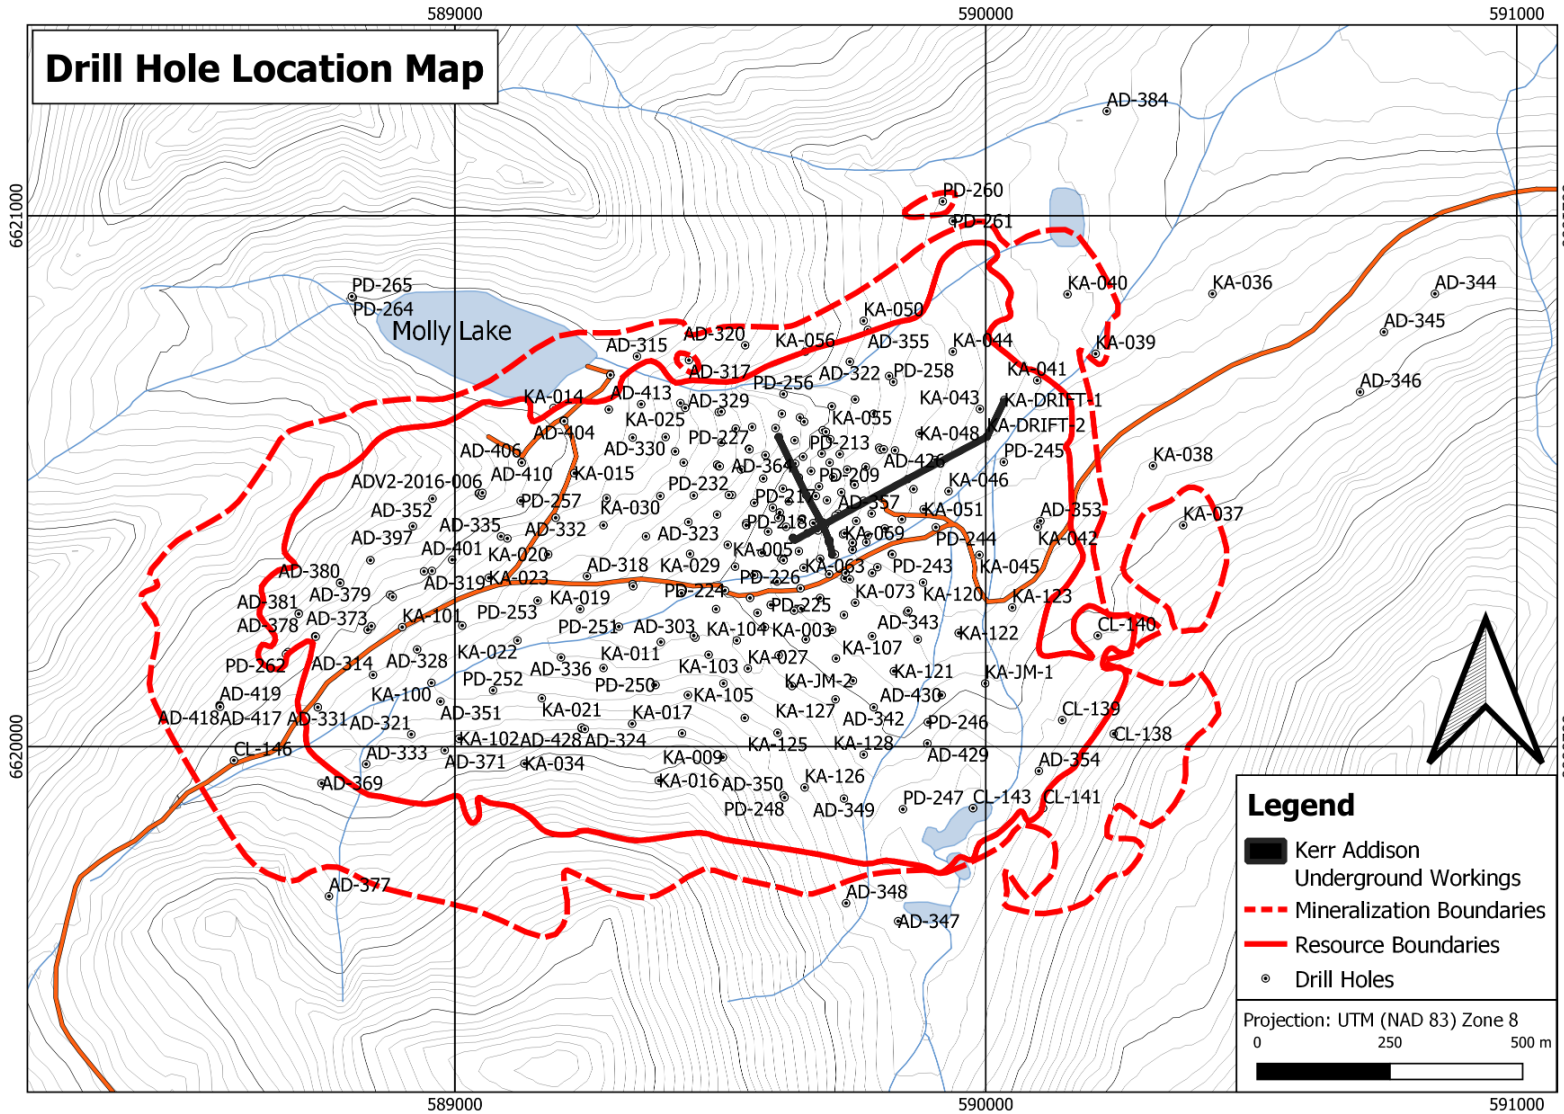 589000
590000
591000
Drill Hole Location Map
AD-384
6621000
PD-260
PD-261
PD-265
PD-264
KA-040
KA-036
AD-344
Molly Lake
KA-050
AD-345
AD-315
AD-320
KA-056
AD-355
KA-044
KA-039
AD-317
AD-322
PD-258
KA-041
AD-346
PD-256
KA-014
AD-413
AD-329
KA-043
KA-DRIFT-1
KA-025
KA-055
AD-404
KA-DRIFT-2
AD-406
AD-330
PD-227
PD-213
KA-048
PD-245
KA-038
AD-410
KA-015
AD-364
AD-426
ADV2-2016-006
PD-232
PD-209
KA-046
AD-352
PD-257
KA-030
PD-217
AD-357
KA-051
AD-353
KA-037
AD-335
AD-332
AD-323
PD-218
KA-069
PD-244
KA-042
AD-397
AD-401
KA-020
KA-029
KA-005
KA-063
PD-243
KA-045
AD-380
AD-319
KA-023
AD-318
PD-224
PD-226
KA-120
KA-123
AD-381
AD-379
PD-253
KA-019
PD-225
KA-073
AD-378
AD-373
KA-101
PD-251
AD-303
KA-104
KA-003
AD-343
KA-122
CL-140
PD-262
AD-314
AD-328
KA-022
AD-336
KA-011
KA-103
KA-027
KA-107
KA-121
KA-JM-1
AD-419
KA-100
PD-252
PD-250
KA-105
KA-JM-2
AD-430
AD-418
AD-417
AD-331
AD-321
AD-351
KA-021
KA-017
KA-127
AD-342
PD-246
CL-139
6620000
CL-146
AD-333
KA-102
AD-428
AD-324
KA-009
KA-125
KA-128
AD-429
CL-138
AD-369
AD-371
KA-034
KA-016
AD-350
KA-126
AD-354
PD-248
AD-349
PD-247
CL-143
CL-141
AD-377
AD-348
AD-347
Legend
Kerr Addison
Underground Workings
Mineralization Boundaries
Resource Boundaries
Drill Holes
Projection: UTM (NAD 83) Zone 8
0
250
500 m
589000
590000
591000